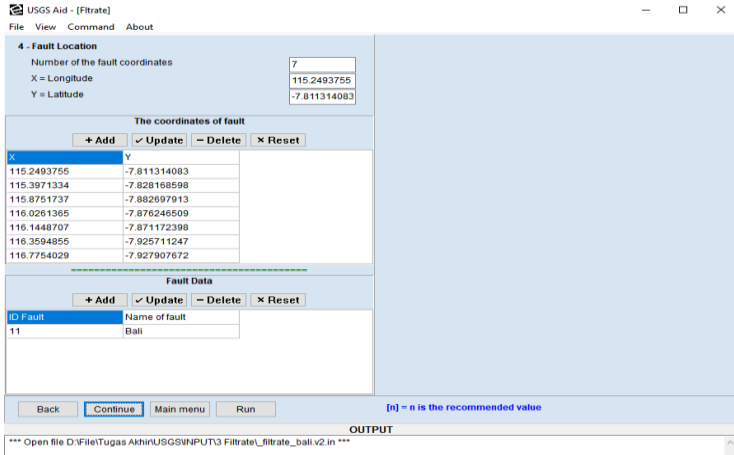 USGS Aid - [Fltrate]
File View Command About
4 - Fault Location
Number of the fault coordinates 7
X = Longitude 115.2493755
Y = Latitude -7.811314083
The coordinates of fault
+ Add ✓ Update − Delete × Reset
X Y
115.2493755 -7.811314083
115.3971334 -7.828168598
115.8751737 -7.882697913
116.0261365 -7.876246509
116.1448707 -7.871172398
116.3594855 -7.925711247
116.7754029 -7.927907672
========================================
Fault Data
+ Add ✓ Update − Delete × Reset
ID Fault Name of fault
11 Bali
Back Continue Main menu Run [n] = n is the recommended value
OUTPUT
*** Open file D:\File\Tugas Akhir\USGS\INPUT\3 Filtrate\_filtrate_bali.v2.in ***